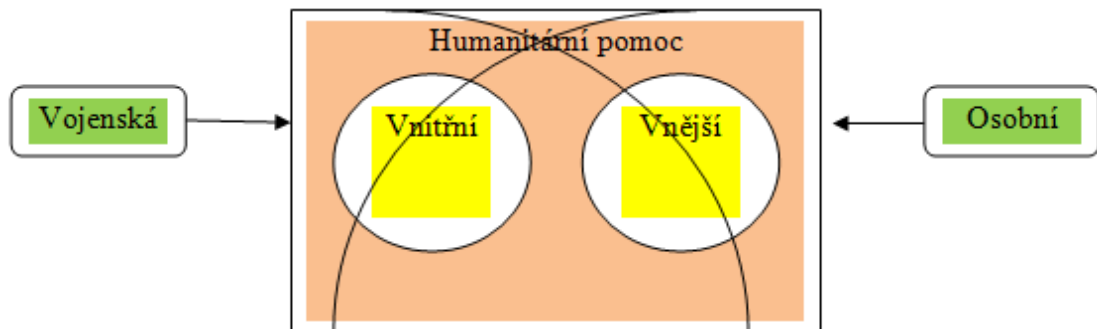 Humanitární pomoc
Vojenská
Vnitřní
Vnější
Osobní